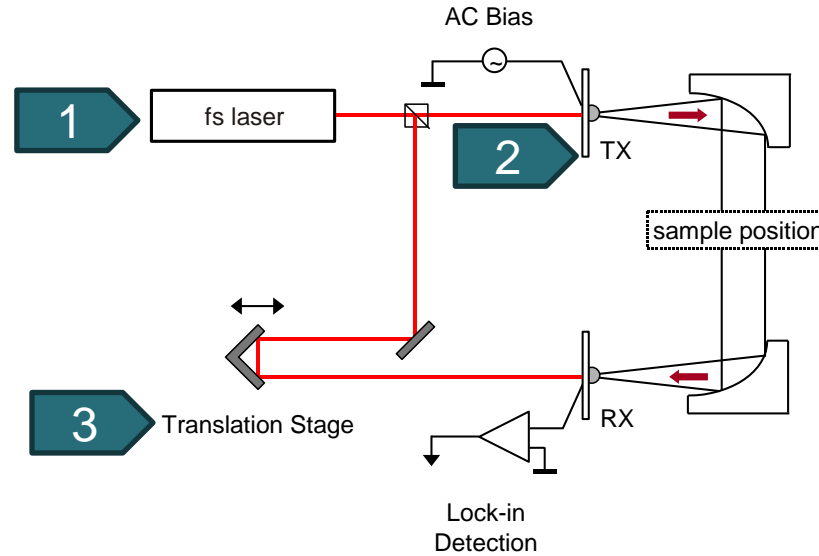 AC Bias
~
1
fs laser
2
TX
sample position
3
Translation Stage
RX
Lock-in
Detection